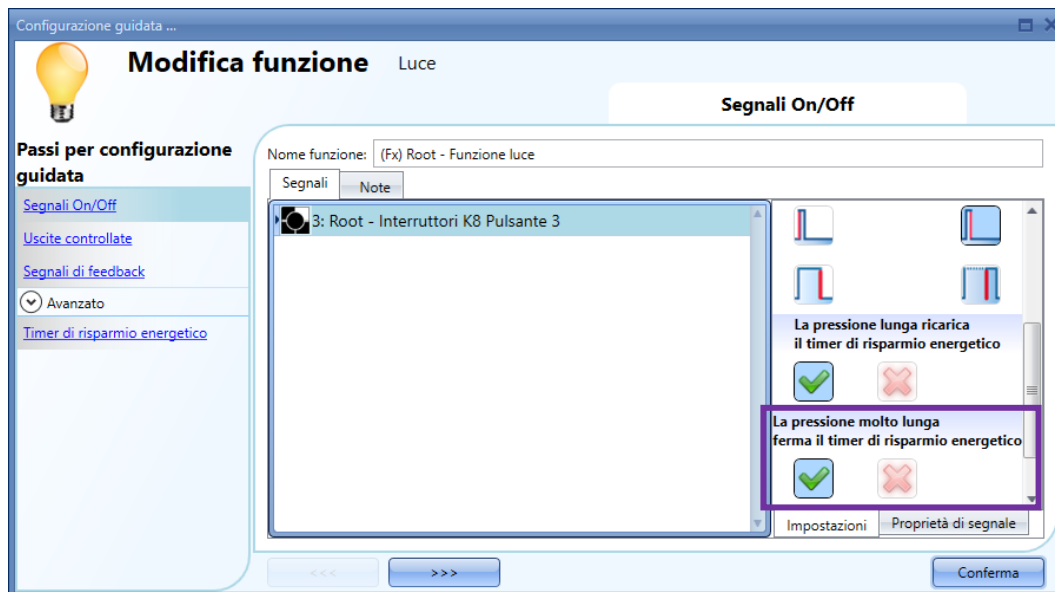 Configurazione guidata ...
Modifica funzione Luce
Segnali On/Off
Passi per configurazione
guidata
Segnali On/Off
Uscite controllate
Segnali di feedback
Avanzato
Timer di risparmio energetico
Nome funzione: (Fx) Root - Funzione luce
Segnali Note
3: Root - Interruttori K8 Pulsante 3
La pressione lunga ricarica
il timer di risparmio energetico
La pressione molto lunga
ferma il timer di risparmio energetico
Impostazioni Proprietà di segnale
<<< >>> Conferma